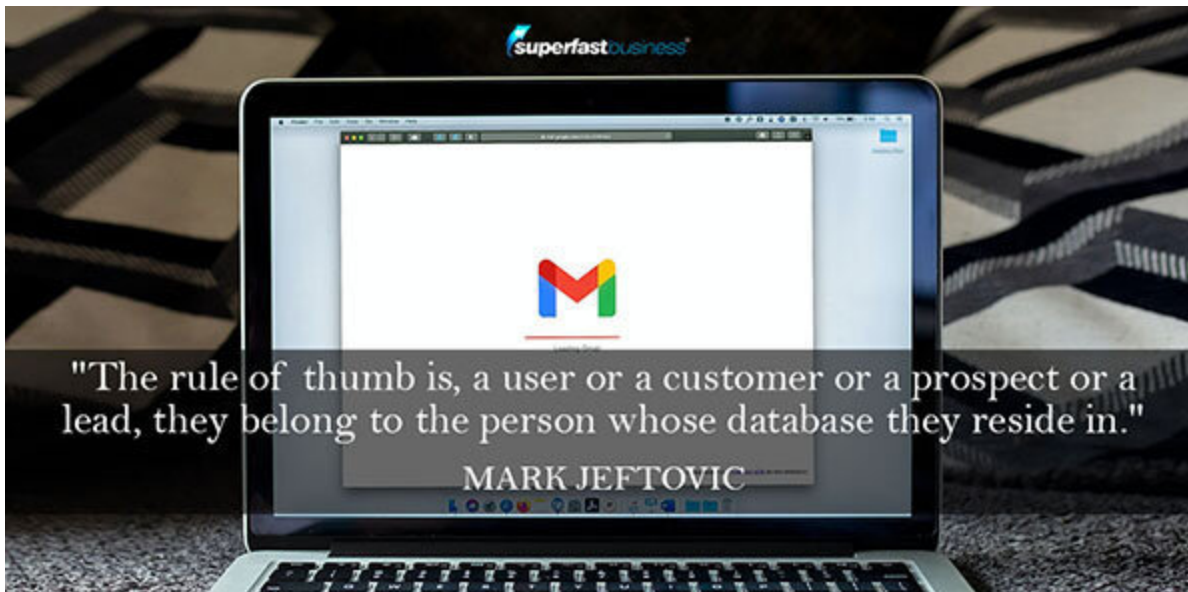 superfastbusiness®
"The rule of thumb is, a user or a customer or a prospect or a
lead, they belong to the person whose database they reside in."
MARK JEFTOVIC